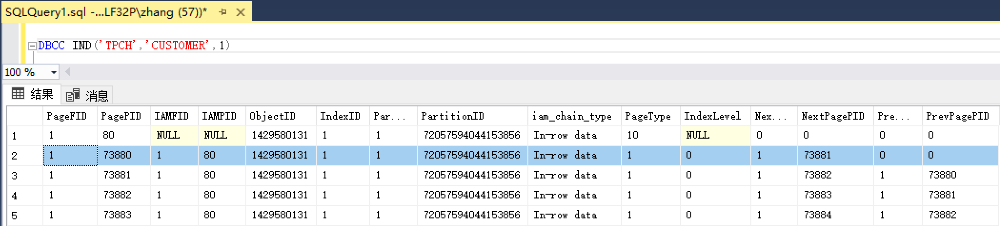 SQLQuery1.sql -...LF32P\zhang (57))*
DBCC IND('TPCH','CUSTOMER',1)
100 %
结果 消息
PageFID PagePID IAMFID IAMPID ObjectID IndexID Par... PartitionID iam_chain_type PageType IndexLevel Nex... NextPagePID Pre... PrevPagePID
1 1 80 NULL NULL 1429580131 1 1 72057594044153856 In-row data 10 NULL 0 0 0 0
2 1 73880 1 80 1429580131 1 1 72057594044153856 In-row data 1 0 1 73881 0 0
3 1 73881 1 80 1429580131 1 1 72057594044153856 In-row data 1 0 1 73882 1 73880
4 1 73882 1 80 1429580131 1 1 72057594044153856 In-row data 1 0 1 73883 1 73881
5 1 73883 1 80 1429580131 1 1 72057594044153856 In-row data 1 0 1 73884 1 73882